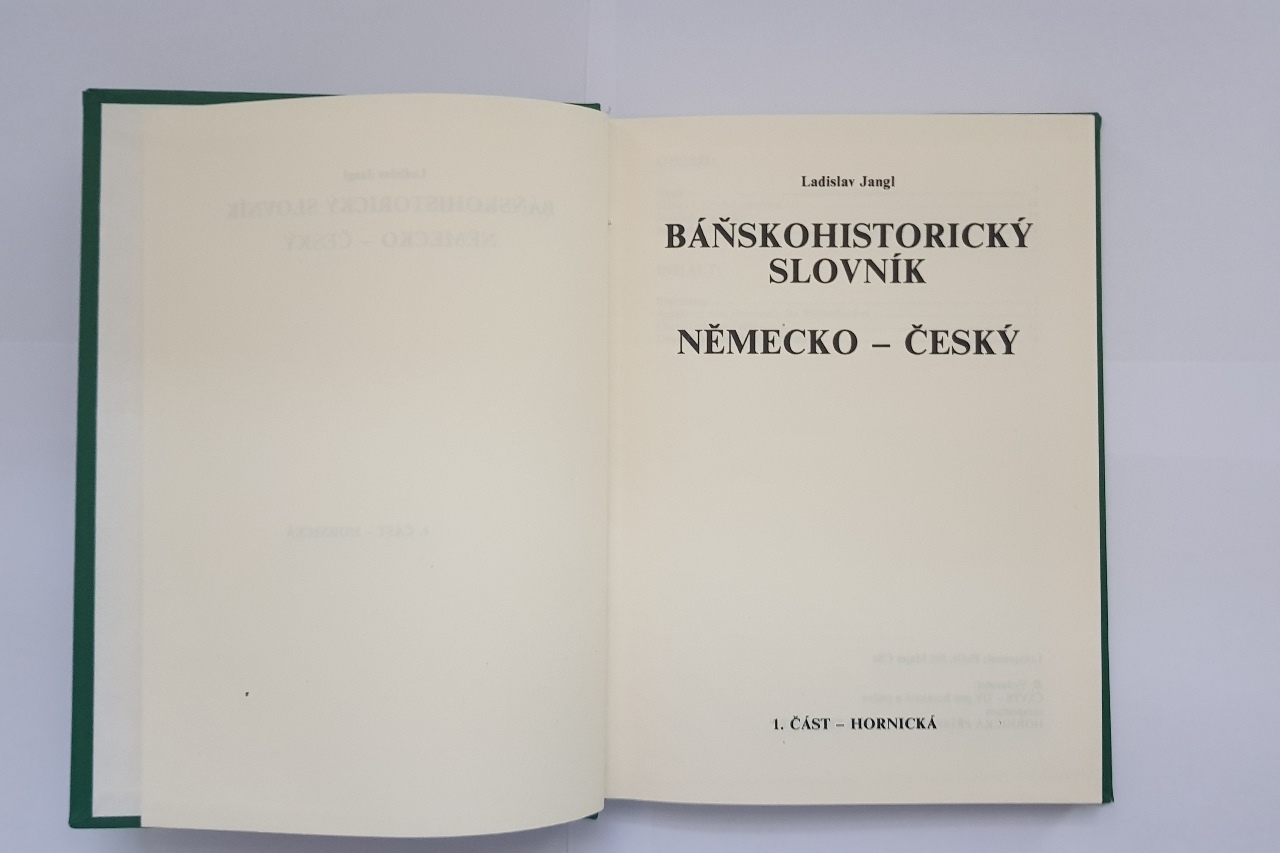 Ladislav Jangl
BÁŇSKOHISTORICKÝ
SLOVNÍK
NĚMECKO – ČESKÝ
1. ČÁST – HORNICKÁ